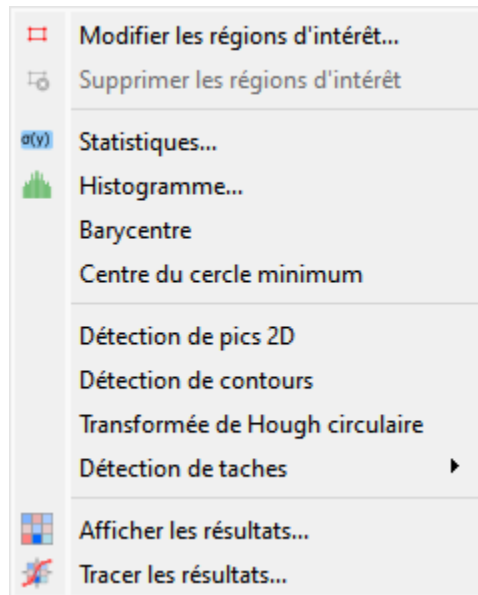 Modifier les régions d'intérêt...
Supprimer les régions d'intérêt
σ(y) Statistiques...
Histogramme...
Barycentre
Centre du cercle minimum
Détection de pics 2D
Détection de contours
Transformée de Hough circulaire
Détection de taches
Afficher les résultats...
Tracer les résultats...